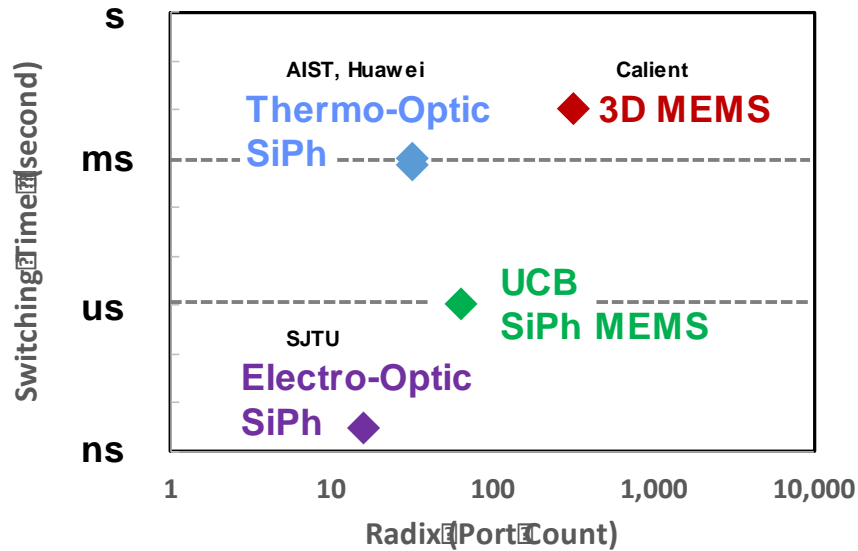 s
AIST, Huawei
Calient
Thermo-Optic
SiPh
3D MEMS
ms
UCB
SiPh MEMS
us
SJTU
Electro-Optic
SiPh
ns
1
10
100
1,000
10,000
Radix (Port Count)
Switching Time (second)